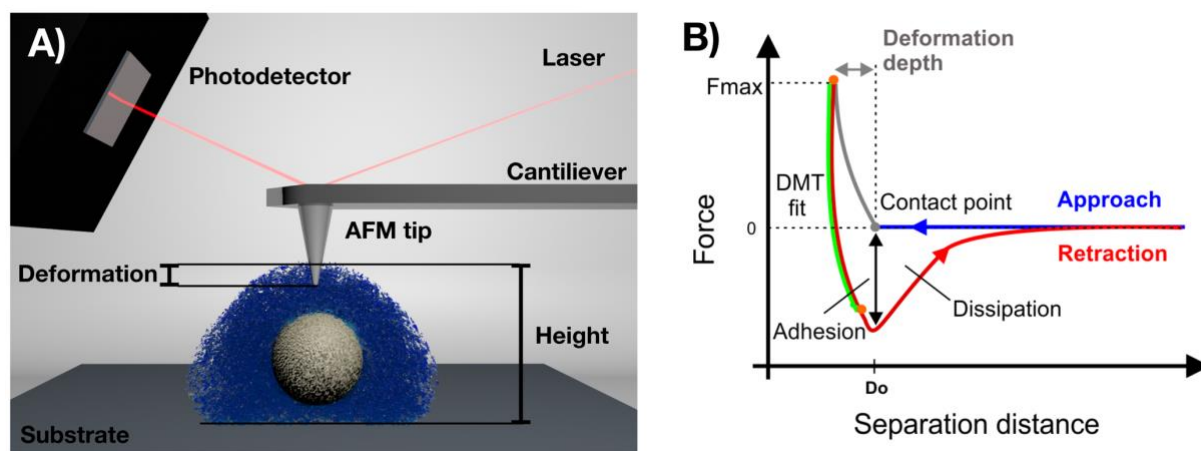 A)
Photodetector
Laser
Cantiliever
AFM tip
Deformation
Height
Substrate
B)
Deformation
depth
Fmax
DMT
fit
Contact point
Approach
0
Retraction
Force
Dissipation
Adhesion
Do
Separation distance